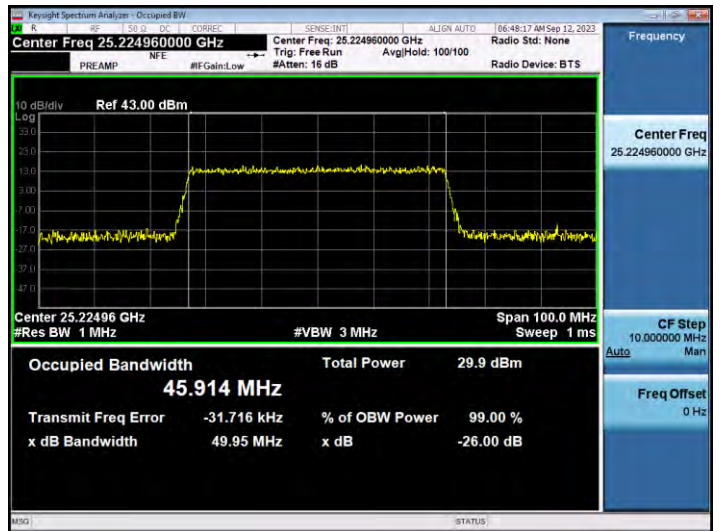 Keysight Spectrum Analyzer - Occupied BW
R RF 50 Ω DC CORREC SENSE:INT ALIGN AUTO 06:48:17 AM Sep 12, 2023
Center Freq 25.224960000 GHz Center Freq: 25.224960000 GHz Radio Std: None
NFE Trig: Free Run Avg|Hold: 100/100
PREAMP #IFGain:Low #Atten: 16 dB Radio Device: BTS
Frequency
10 dB/div Ref 43.00 dBm
Log
33.0
23.0
13.0
3.00
-7.00
-17.0
-27.0
-37.0
-47.0
Center 25.22496 GHz Span 100.0 MHz
#Res BW 1 MHz #VBW 3 MHz Sweep 1 ms
Occupied Bandwidth Total Power 29.9 dBm
45.914 MHz
Transmit Freq Error -31.716 kHz % of OBW Power 99.00 %
x dB Bandwidth 49.95 MHz x dB -26.00 dB
Center Freq
25.224960000 GHz
CF Step
10.000000 MHz
Auto Man
Freq Offset
0 Hz
MSG STATUS